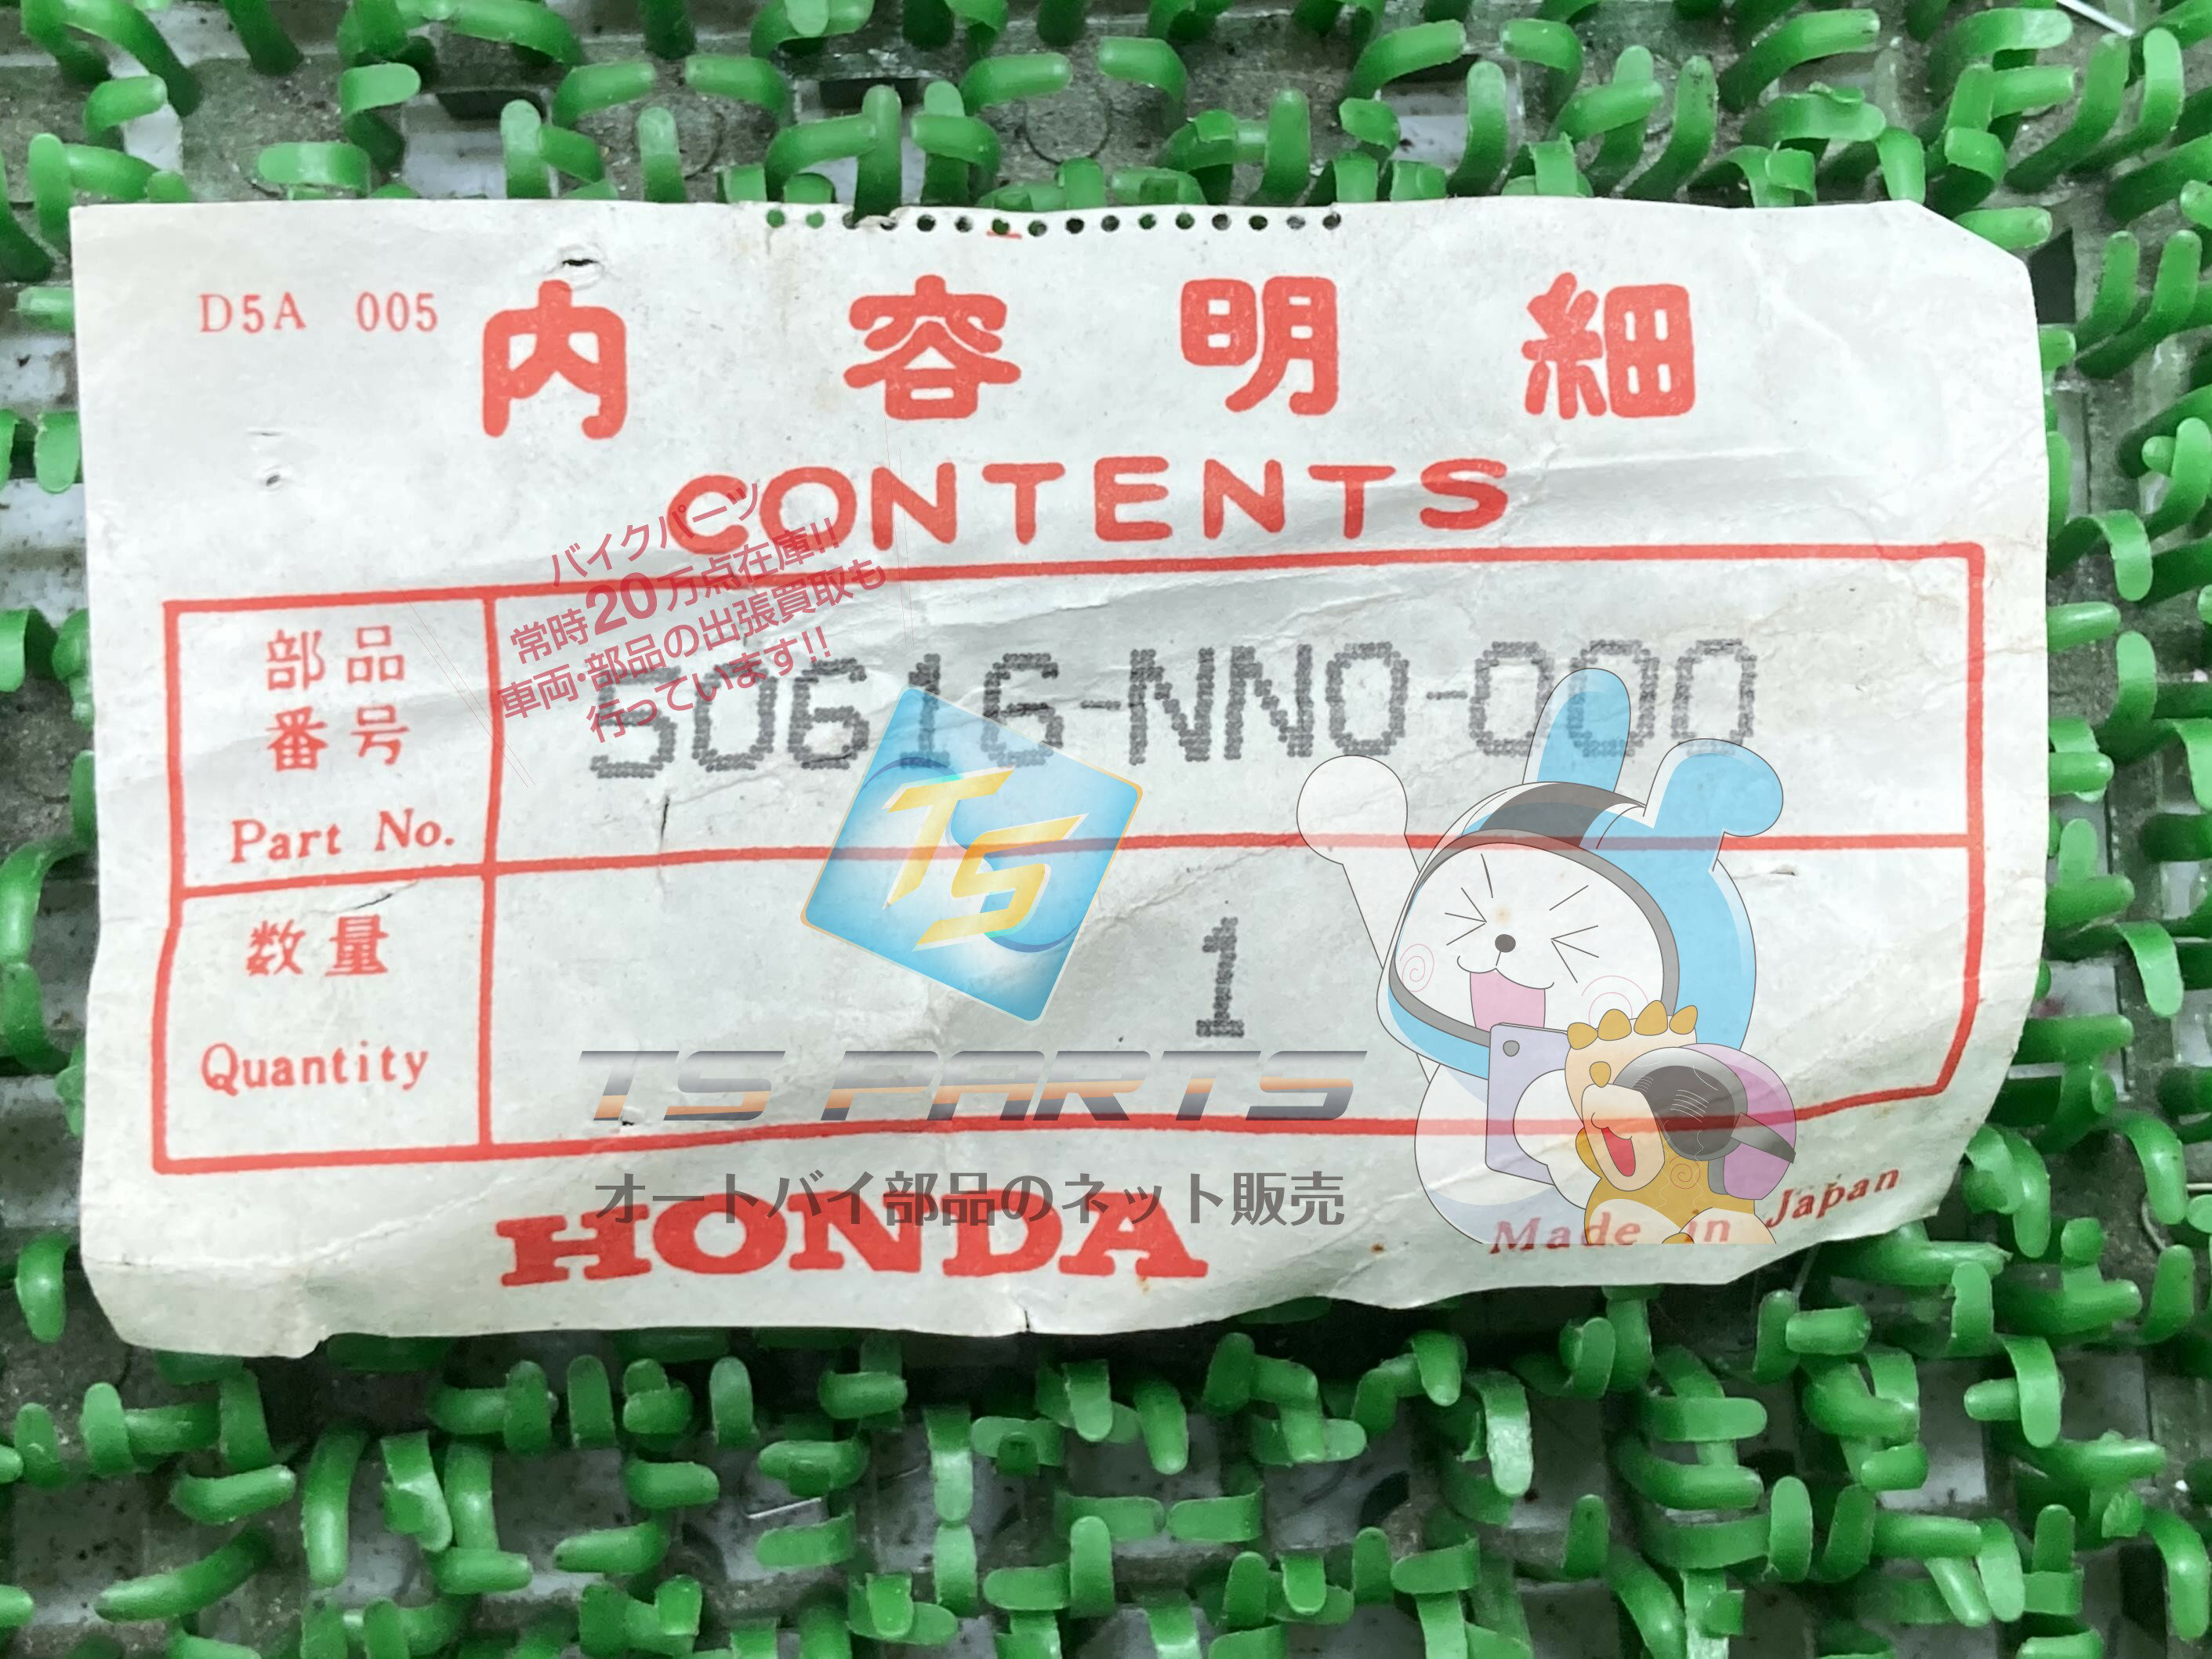 D5A 005
内容明細
CONTENTS
バイクパーツ
常時20万点在庫!!
車両・部品の出張買取も
行っています!!
部品
番号
Part No.
50616-NN0-000
TS
数量
Quantity
1
TS PARTS
オートバイ部品のネット販売
HONDA
Made in Japan